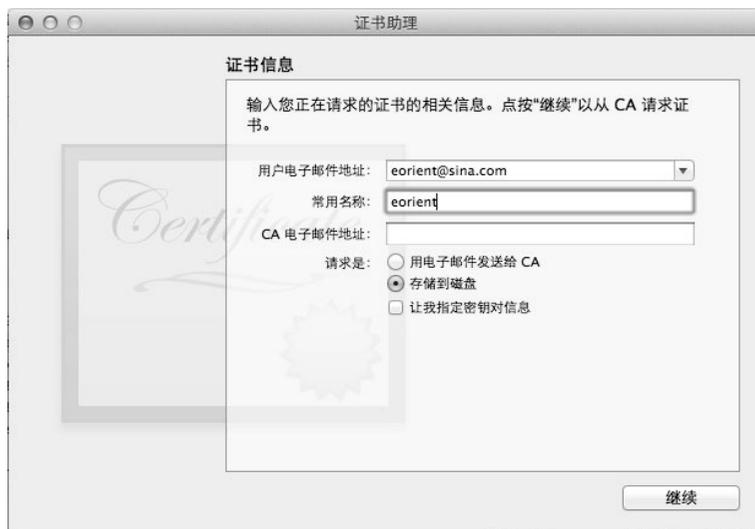 证书助理
证书信息
输入您正在请求的证书的相关信息。点按“继续”以从 CA 请求证
书。
用户电子邮件地址： eorient@sina.com
常用名称： eorient
CA 电子邮件地址：
请求是： 用电子邮件发送给 CA
存储到磁盘
让我指定密钥对信息
Certificate
继续